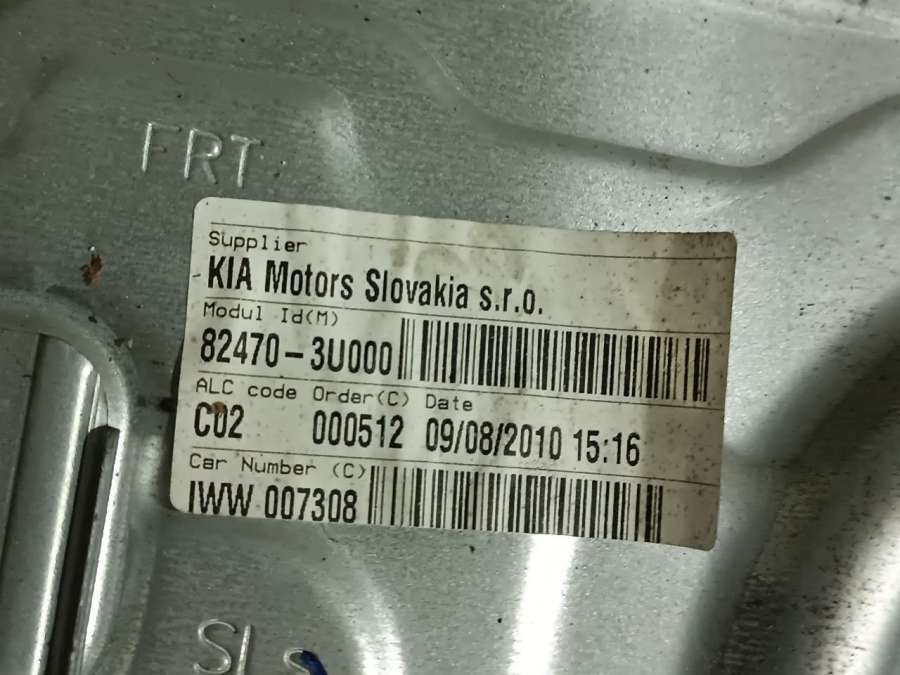 FRT
Supplier
KIA Motors Slovakia s.r.o.
Modul Id(M)
82470-3U000
ALC code Order(C) Date
C02 000512 09/08/2010 15:16
Car Number (C)
IWW 007308
SL